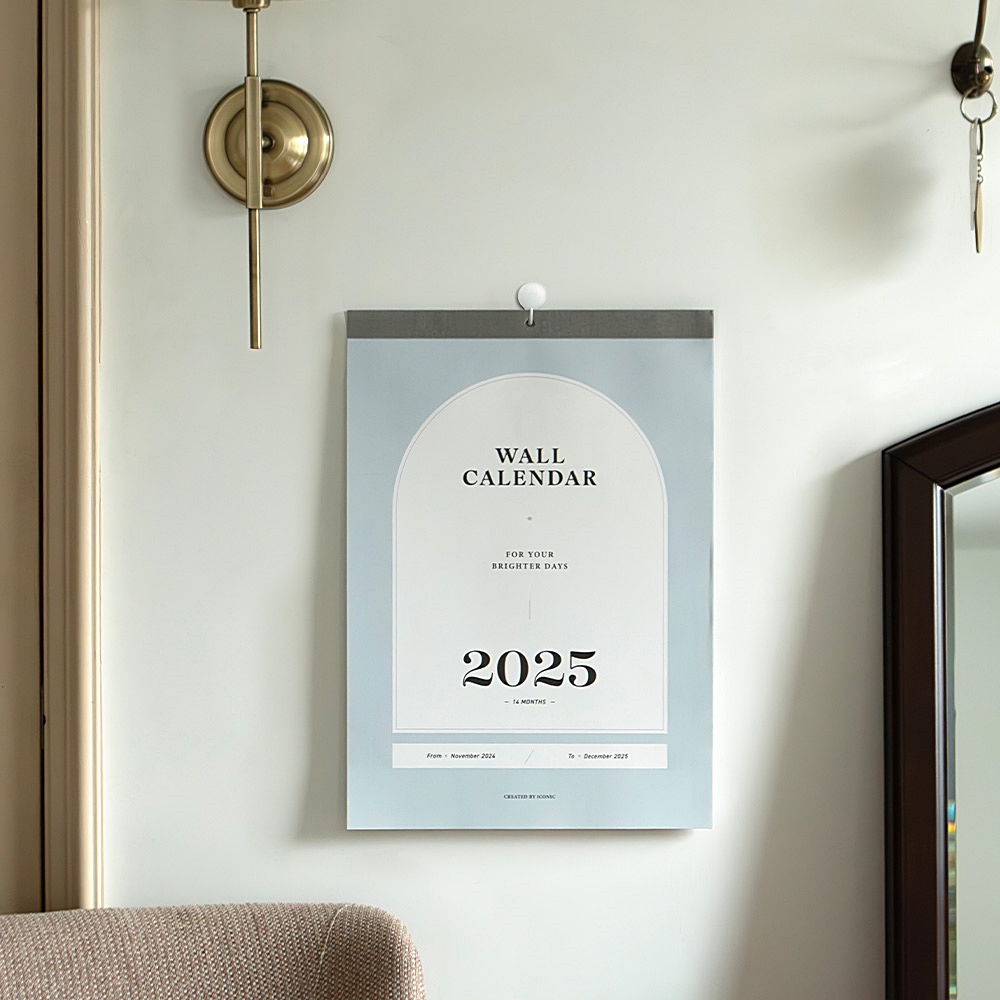 WALL
CALENDAR
FOR YOUR
BRIGHTER DAYS
2025
– 14 MONTHS –
From • November 2024 / To • December 2025
CREATED BY ICONIC